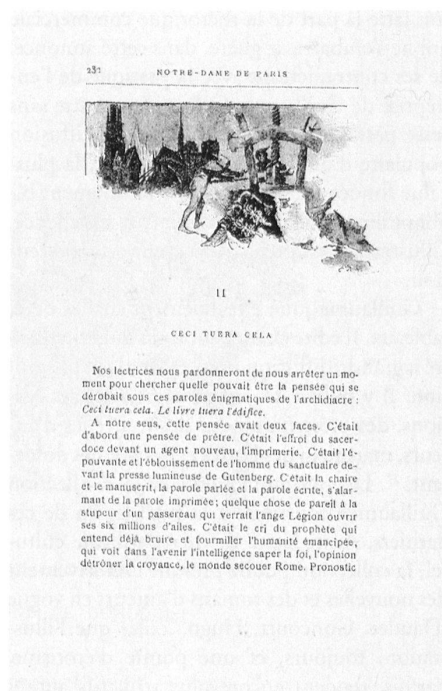 232
NOTRE-DAME DE PARIS
II
CECI TUERA CELA
Nos lectrices nous pardonneront de nous arrêter un mo-
ment pour chercher quelle pouvait être la pensée qui se
dérobait sous ces paroles énigmatiques de l'archidiacre :
Ceci tuera cela. Le livre tuera l'édifice.
A notre sens, cette pensée avait deux faces. C'était
d'abord une pensée de prêtre. C'était l'effroi du sacer-
doce devant un agent nouveau, l'imprimerie. C'était l'é-
pouvante et l'éblouissement de l'homme du sanctuaire de-
vant la presse lumineuse de Gutenberg. C'était la chaire
et le manuscrit, la parole parlée et la parole écrite, s'alar-
mant de la parole imprimée; quelque chose de pareil à la
stupeur d'un passereau qui verrait l'ange Légion ouvrir
ses six millions d'ailes. C'était le cri du prophète qui
entend déjà bruire et fourmiller l'humanité émancipée,
qui voit dans l'avenir l'intelligence saper la foi, l'opinion
détrôner la croyance, le monde secouer Rome. Pronostic